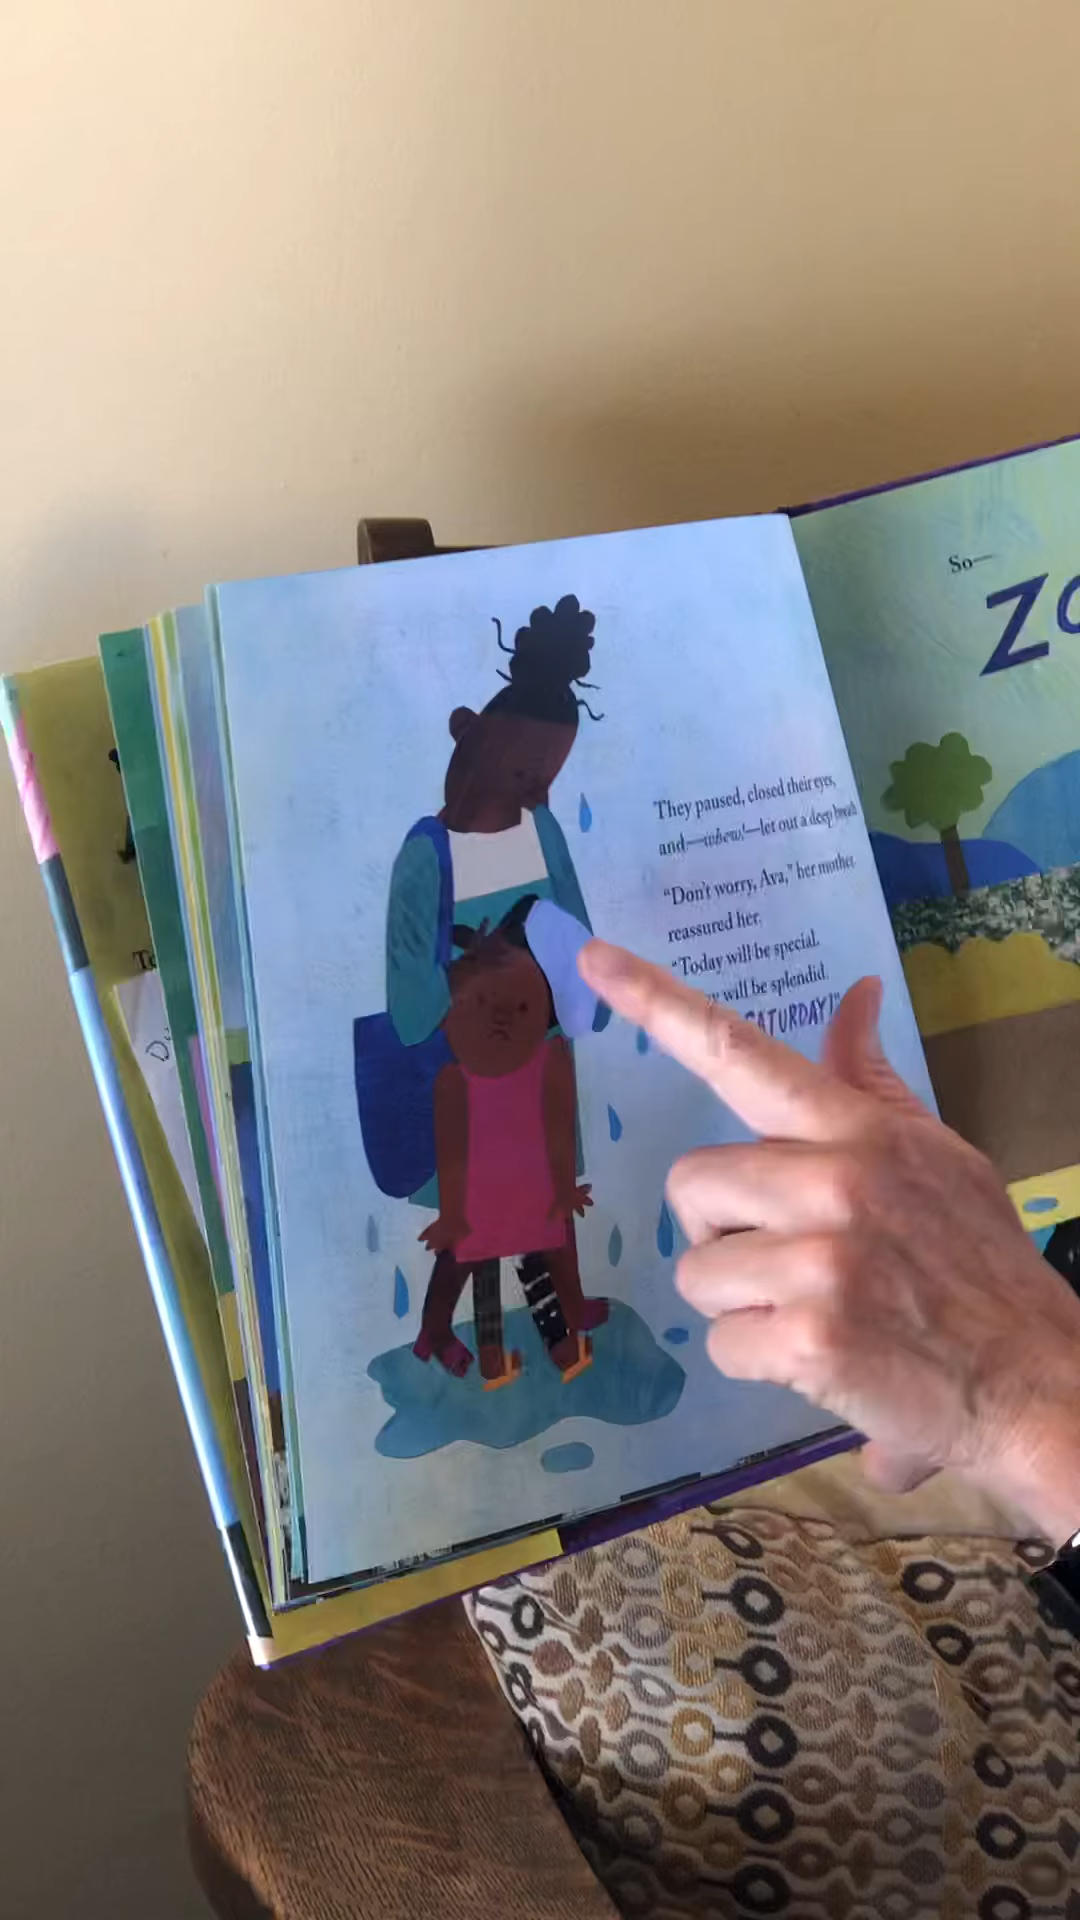 They paused, closed their eyes,
and—whew!—let out a deep breath.
"Don't worry, Ava," her mother
reassured her.
"Today will be special.
will be splendid.
SATURDAY!"
So—